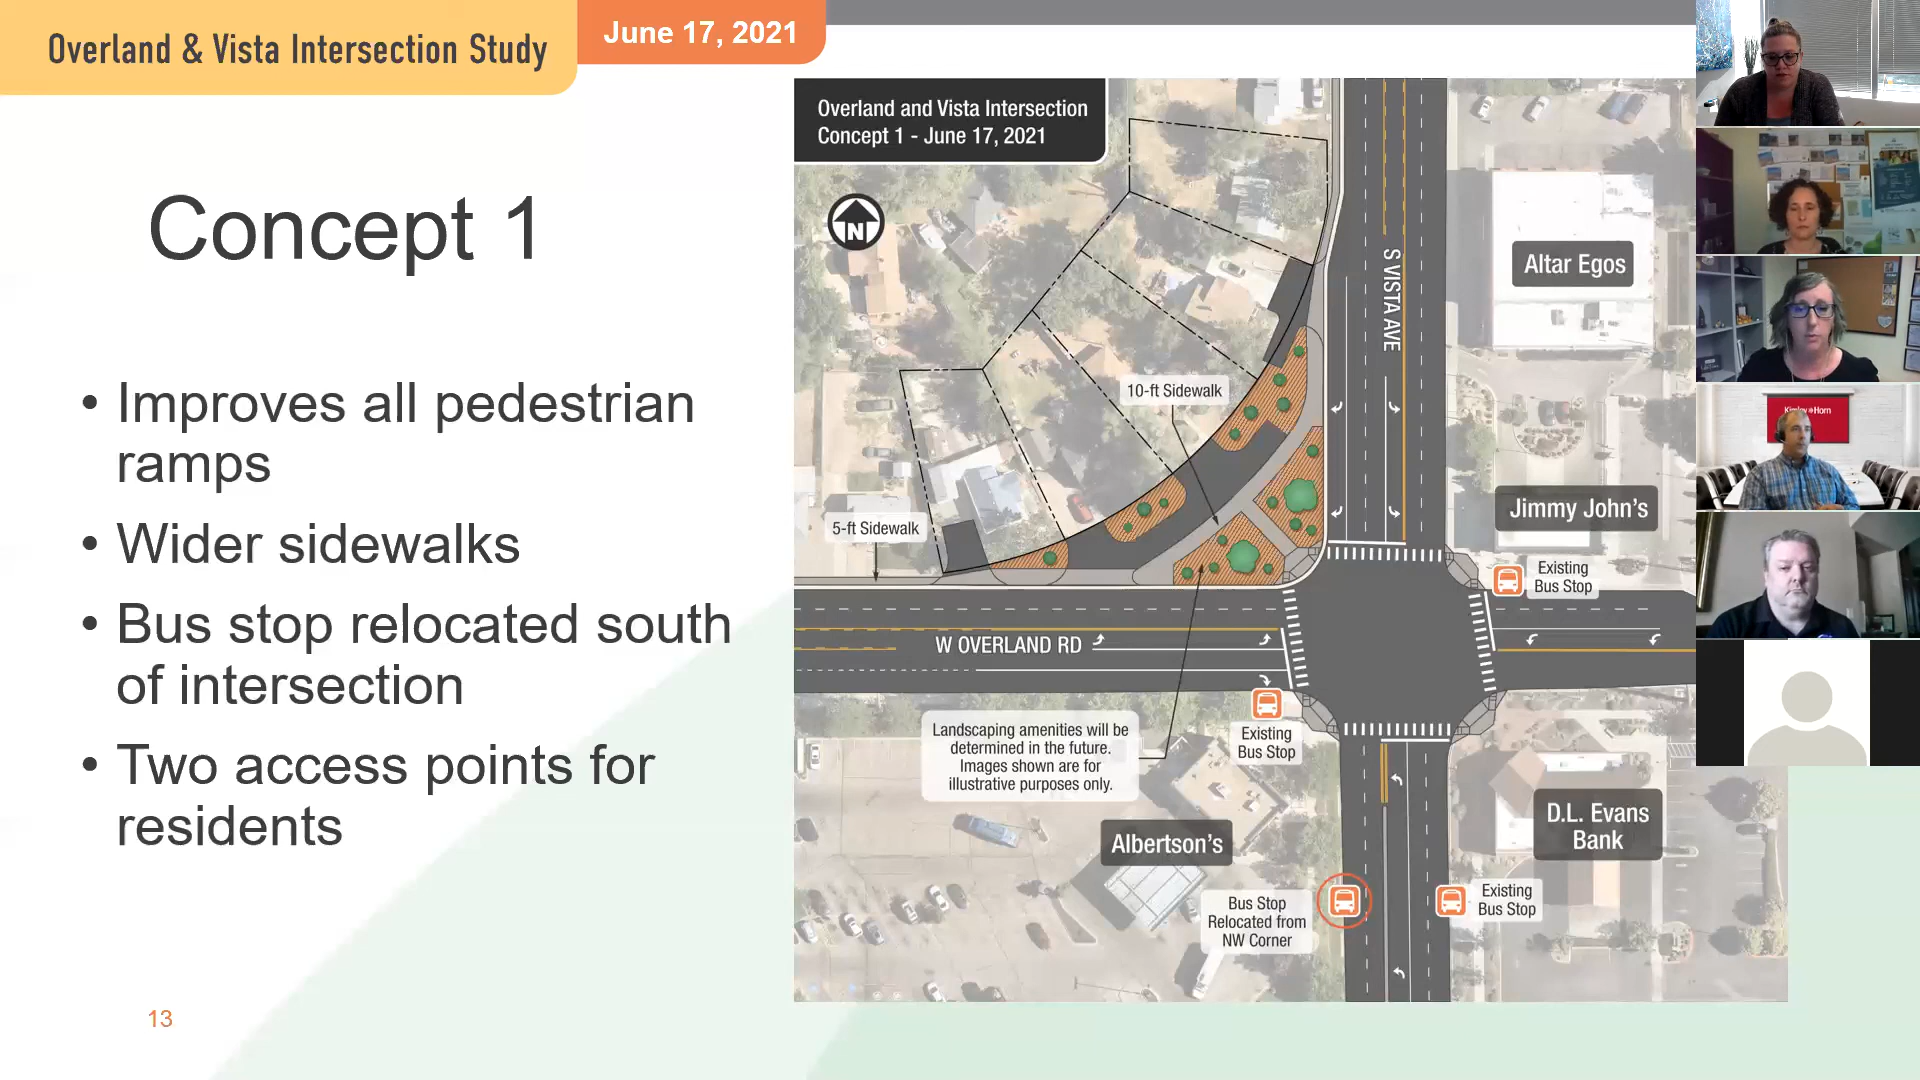 Overland & Vista Intersection Study
June 17, 2021
Concept 1
• Improves all pedestrian
ramps
• Wider sidewalks
• Bus stop relocated south
of intersection
• Two access points for
residents
13
Overland and Vista Intersection
Concept 1 - June 17, 2021
N
S VISTA AVE
Altar Egos
10-ft Sidewalk
5-ft Sidewalk
Jimmy John's
Existing
Bus Stop
W OVERLAND RD
Landscaping amenities will be
determined in the future.
Images shown are for
illustrative purposes only.
Existing
Bus Stop
Albertson's
D.L. Evans
Bank
Bus Stop
Relocated from
NW Corner
Existing
Bus Stop
Kimley»Horn